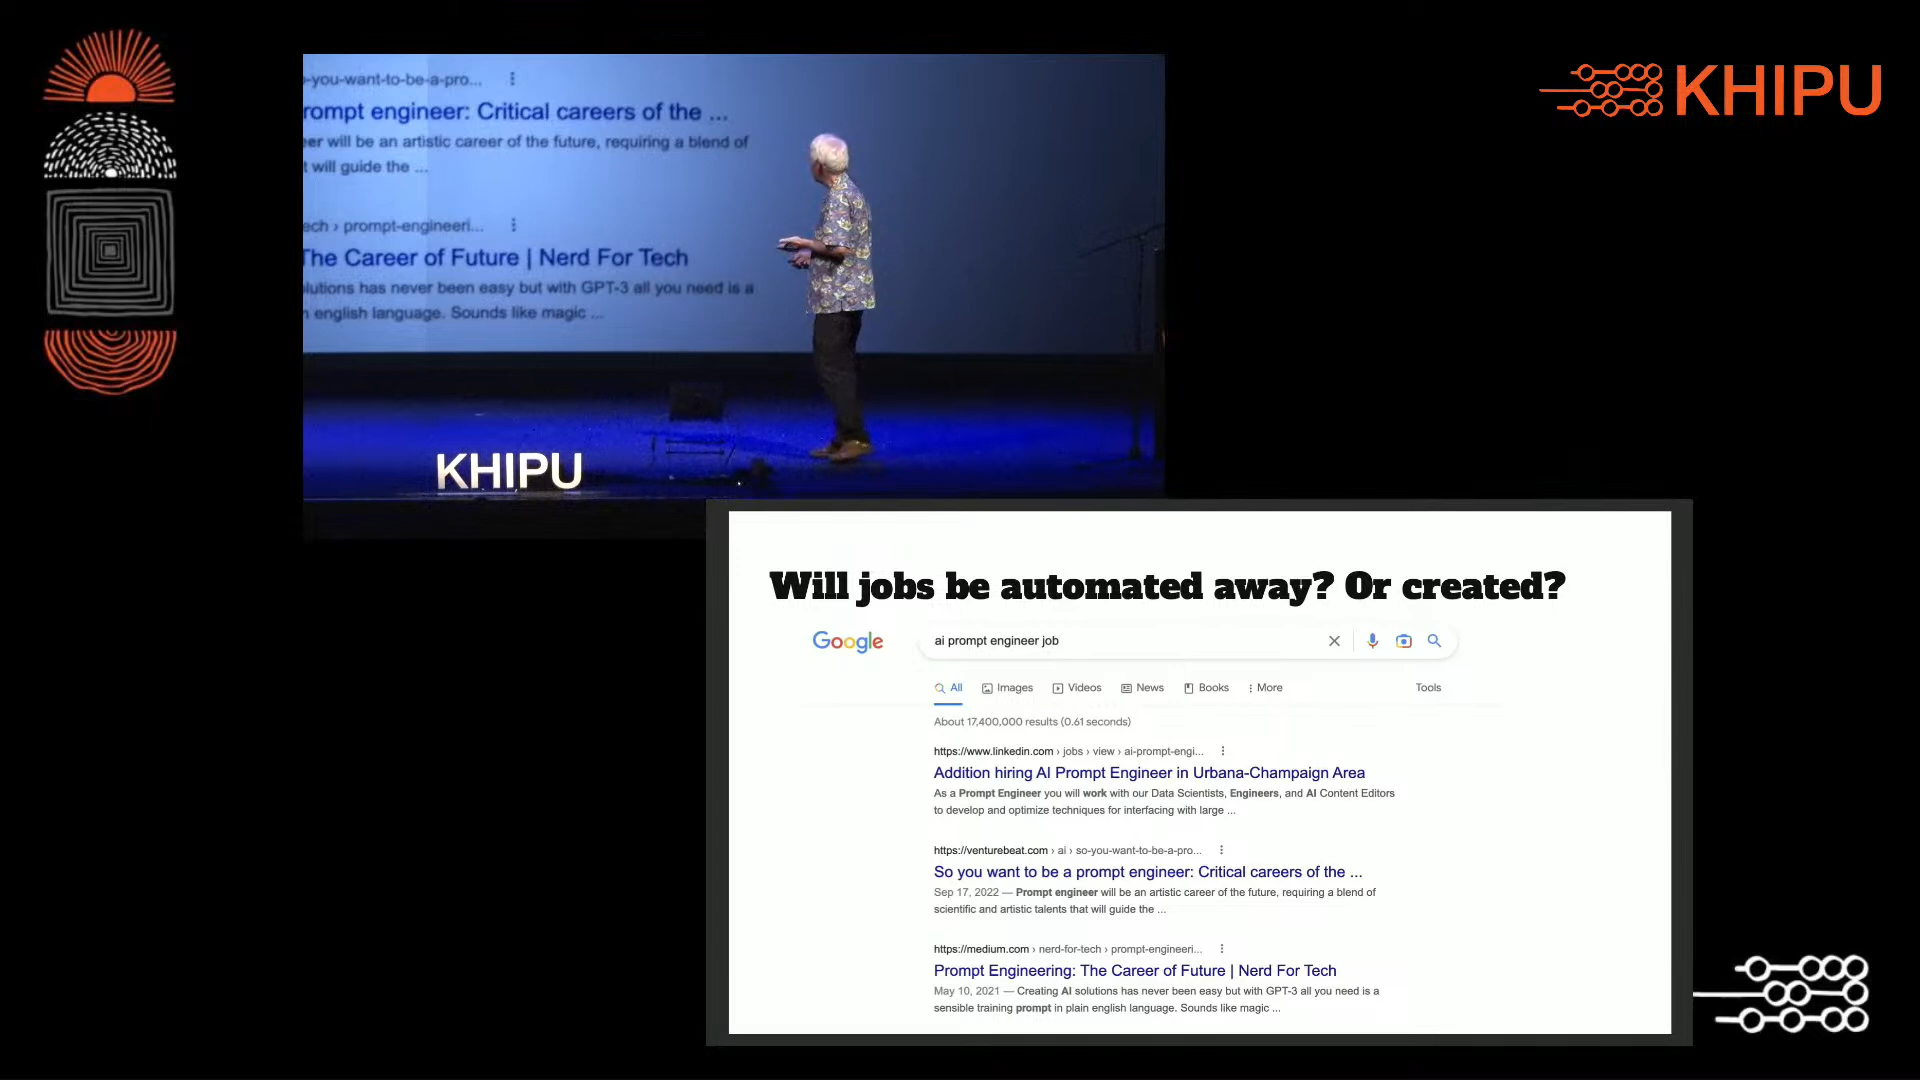 KHIPU
o-you-want-to-be-a-pro...
rompt engineer: Critical careers of the ...
er will be an artistic career of the future, requiring a blend of
t will guide the ...
ech › prompt-engineeri...
The Career of Future | Nerd For Tech
lutions has never been easy but with GPT-3 all you need is a
n english language. Sounds like magic ...
KHIPU
Will jobs be automated away? Or created?
Google
ai prompt engineer job
All Images Videos News Books More Tools
About 17,400,000 results (0.61 seconds)
https://www.linkedin.com › jobs › view › ai-prompt-engi...
Addition hiring AI Prompt Engineer in Urbana-Champaign Area
As a Prompt Engineer you will work with our Data Scientists, Engineers, and AI Content Editors
to develop and optimize techniques for interfacing with large ...
https://venturebeat.com › ai › so-you-want-to-be-a-pro...
So you want to be a prompt engineer: Critical careers of the ...
Sep 17, 2022 — Prompt engineer will be an artistic career of the future, requiring a blend of
scientific and artistic talents that will guide the ...
https://medium.com › nerd-for-tech › prompt-engineeri...
Prompt Engineering: The Career of Future | Nerd For Tech
May 10, 2021 — Creating AI solutions has never been easy but with GPT-3 all you need is a
sensible training prompt in plain english language. Sounds like magic ...